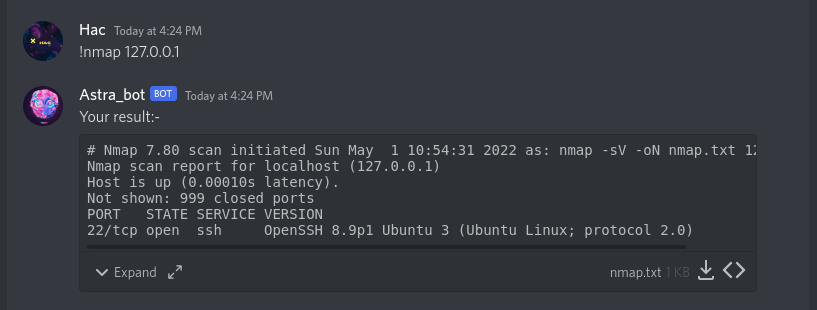 Hac Today at 4:24 PM
!nmap 127.0.0.1
Astra_bot BOT Today at 4:24 PM
Your result:-
# Nmap 7.80 scan initiated Sun May  1 10:54:31 2022 as: nmap -sV -oN nmap.txt 12
Nmap scan report for localhost (127.0.0.1)
Host is up (0.00010s latency).
Not shown: 999 closed ports
PORT   STATE SERVICE VERSION
22/tcp open  ssh     OpenSSH 8.9p1 Ubuntu 3 (Ubuntu Linux; protocol 2.0)
Expand nmap.txt 1 KB